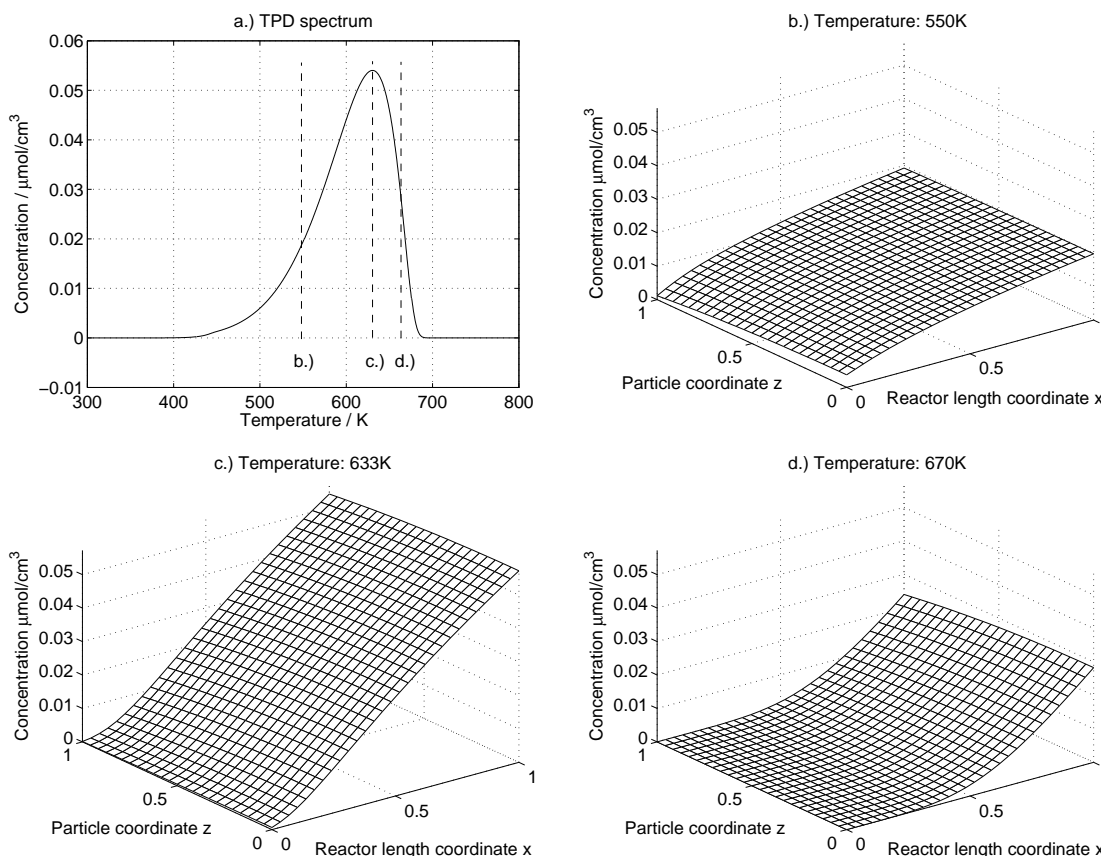 a.) TPD spectrum
0.06
0.05
0.04
0.03
0.02
0.01
0
−0.01
Concentration / μmol/cm³
b.)
c.)
d.)
300
400
500
600
700
800
Temperature / K
b.) Temperature: 550K
0.05
0.04
0.03
0.02
0.01
0
Concentration μmol/cm³
1
0.5
0
Particle coordinate z
0
0.5
Reactor length coordinate x
c.) Temperature: 633K
0.05
0.04
0.03
0.02
0.01
0
Concentration μmol/cm³
1
0.5
0
Particle coordinate z
0
0.5
1
Reactor length coordinate x
d.) Temperature: 670K
0.05
0.04
0.03
0.02
0.01
0
Concentration μmol/cm³
1
0.5
0
Particle coordinate z
0
0.5
Reactor length coordinate x